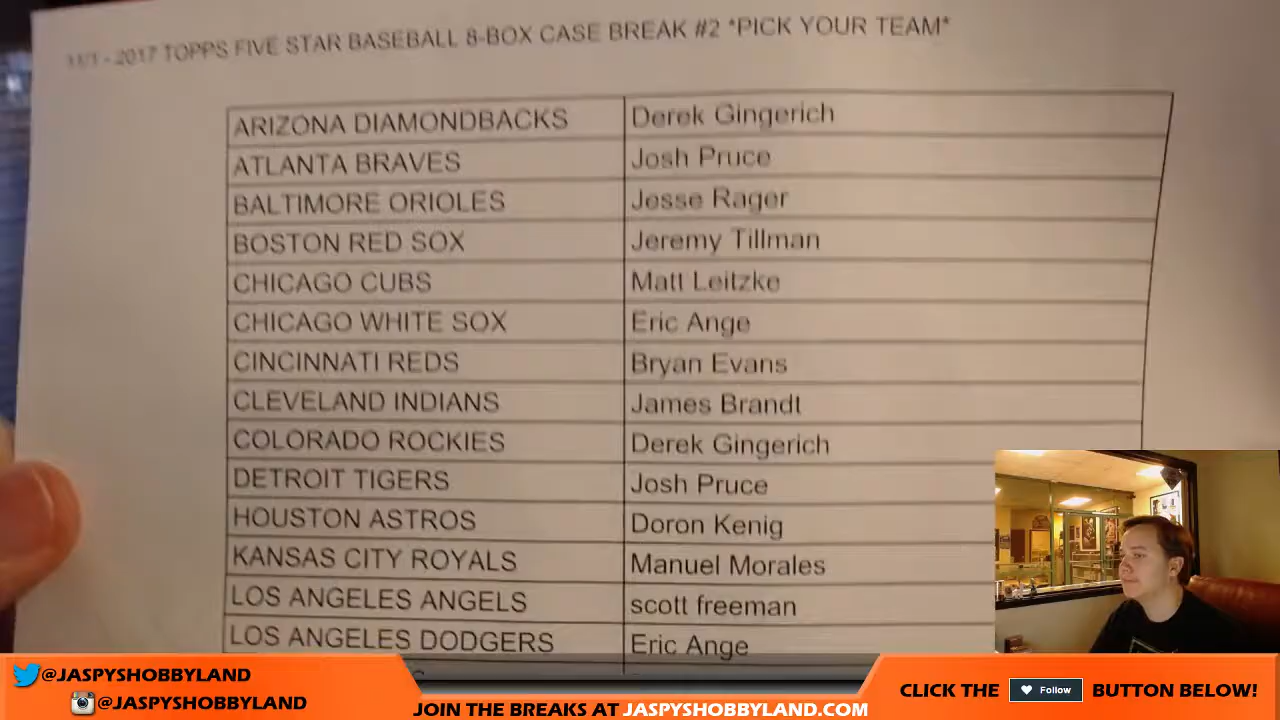 11/1 - 2017 TOPPS FIVE STAR BASEBALL 8-BOX CASE BREAK #2 *PICK YOUR TEAM*
ARIZONA DIAMONDBACKS Derek Gingerich
ATLANTA BRAVES Josh Pruce
BALTIMORE ORIOLES Jesse Rager
BOSTON RED SOX Jeremy Tillman
CHICAGO CUBS Matt Leitzke
CHICAGO WHITE SOX Eric Ange
CINCINNATI REDS Bryan Evans
CLEVELAND INDIANS James Brandt
COLORADO ROCKIES Derek Gingerich
DETROIT TIGERS Josh Pruce
HOUSTON ASTROS Doron Kenig
KANSAS CITY ROYALS Manuel Morales
LOS ANGELES ANGELS scott freeman
LOS ANGELES DODGERS Eric Ange
@JASPYSHOBBYLAND
@JASPYSHOBBYLAND
JOIN THE BREAKS AT JASPYSHOBBYLAND.COM
CLICK THE Follow BUTTON BELOW!